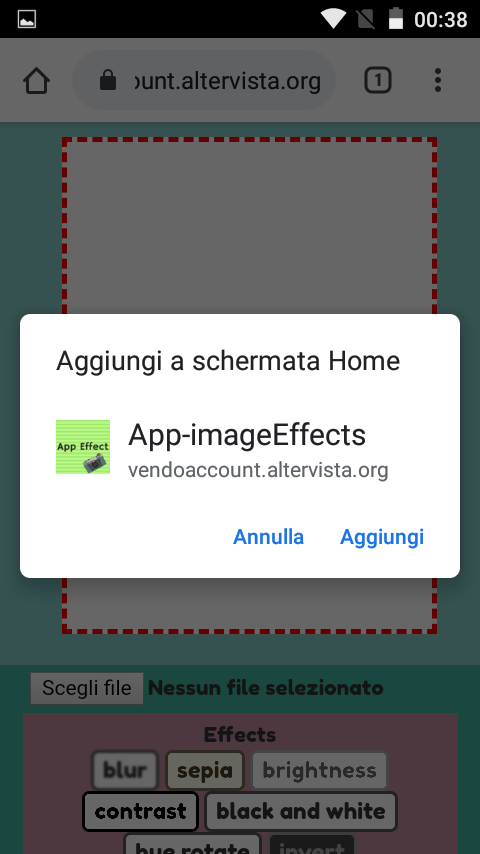 00:38
ount.altervista.org
1
Aggiungi a schermata Home
App Effect
App-imageEffects
vendoaccount.altervista.org
Annulla Aggiungi
Scegli file Nessun file selezionato
Effects
blur sepia brightness
contrast black and white
hue rotate invert